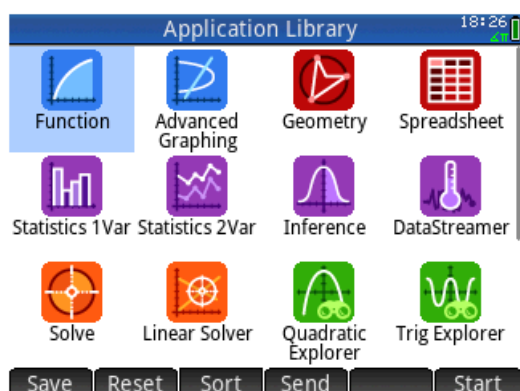 Application Library
18:26
∡π
Function
Advanced Graphing
Geometry
Spreadsheet
Statistics 1Var
Statistics 2Var
Inference
DataStreamer
Solve
Linear Solver
Quadratic Explorer
Trig Explorer
Save
Reset
Sort
Send
Start